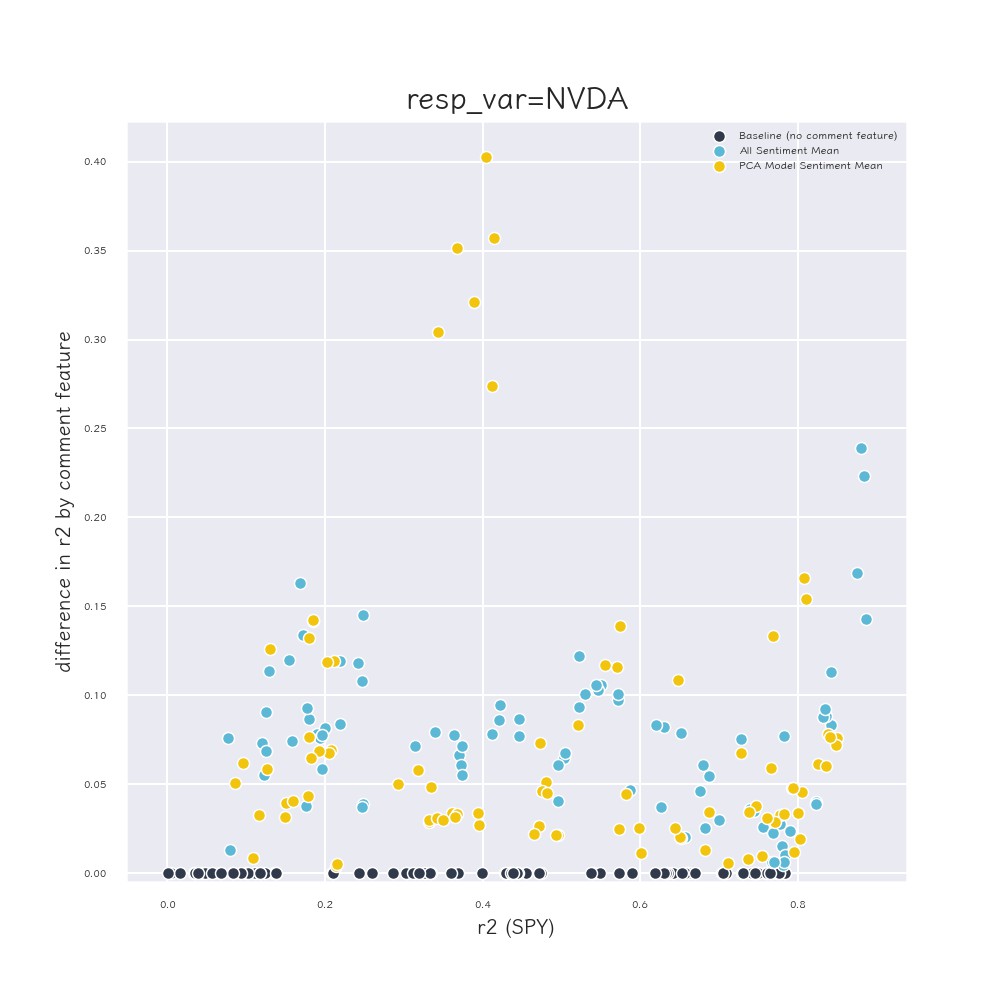 resp_var=NVDA
Baseline (no comment feature)
All Sentiment Mean
PCA Model Sentiment Mean
0.40
0.35
0.30
0.25
0.20
0.15
0.10
0.05
0.00
difference in r2 by comment feature
0.0 0.2 0.4 0.6 0.8
r2 (SPY)